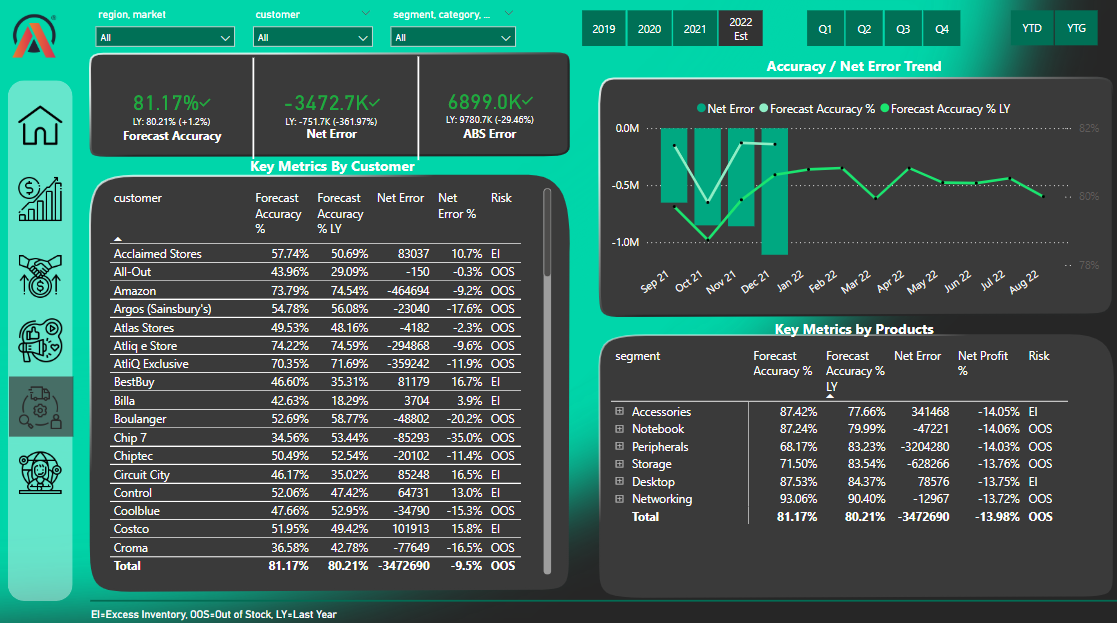 region, market
customer
segment, category, ...
All
All
All
2019
2020
2021
2022
Est
Q1
Q2
Q3
Q4
YTD
YTG
81.17%
LY: 80.21% (+1.2%)
Forecast Accuracy
-3472.7K
LY: -751.7K (-361.97%)
Net Error
6899.0K
LY: 9780.7K (-29.46%)
ABS Error
Accuracy / Net Error Trend
Net Error Forecast Accuracy % Forecast Accuracy % LY
0.0M
-0.5M
-1.0M
82%
80%
78%
Sep 21
Oct 21
Nov 21
Dec 21
Jan 22
Feb 22
Mar 22
Apr 22
May 22
Jun 22
Jul 22
Aug 22
Key Metrics By Customer
customer Forecast Accuracy % Forecast Accuracy % LY Net Error Net Error % Risk
Acclaimed Stores 57.74% 50.69% 83037 10.7% EI
All-Out 43.96% 29.09% -150 -0.3% OOS
Amazon 73.79% 74.54% -464694 -9.2% OOS
Argos (Sainsbury's) 54.78% 56.08% -23040 -17.6% OOS
Atlas Stores 49.53% 48.16% -4182 -2.3% OOS
Atliq e Store 74.22% 74.59% -294868 -9.6% OOS
AtliQ Exclusive 70.35% 71.69% -359242 -11.9% OOS
BestBuy 46.60% 35.31% 81179 16.7% EI
Billa 42.63% 18.29% 3704 3.9% EI
Boulanger 52.69% 58.77% -48802 -20.2% OOS
Chip 7 34.56% 53.44% -85293 -35.0% OOS
Chiptec 50.49% 52.54% -20102 -11.4% OOS
Circuit City 46.17% 35.02% 85248 16.5% EI
Control 52.06% 47.42% 64731 13.0% EI
Coolblue 47.66% 52.95% -34790 -15.3% OOS
Costco 51.95% 49.42% 101913 15.8% EI
Croma 36.58% 42.78% -77649 -16.5% OOS
Total 81.17% 80.21% -3472690 -9.5% OOS
Key Metrics by Products
segment Forecast Accuracy % Forecast Accuracy % LY Net Error Net Profit % Risk
Accessories 87.42% 77.66% 341468 -14.05% EI
Notebook 87.24% 79.99% -47221 -14.06% OOS
Peripherals 68.17% 83.23% -3204280 -14.03% OOS
Storage 71.50% 83.54% -628266 -13.76% OOS
Desktop 87.53% 84.37% 78576 -13.75% EI
Networking 93.06% 90.40% -12967 -13.72% OOS
Total 81.17% 80.21% -3472690 -13.98% OOS
EI=Excess Inventory, OOS=Out of Stock, LY=Last Year